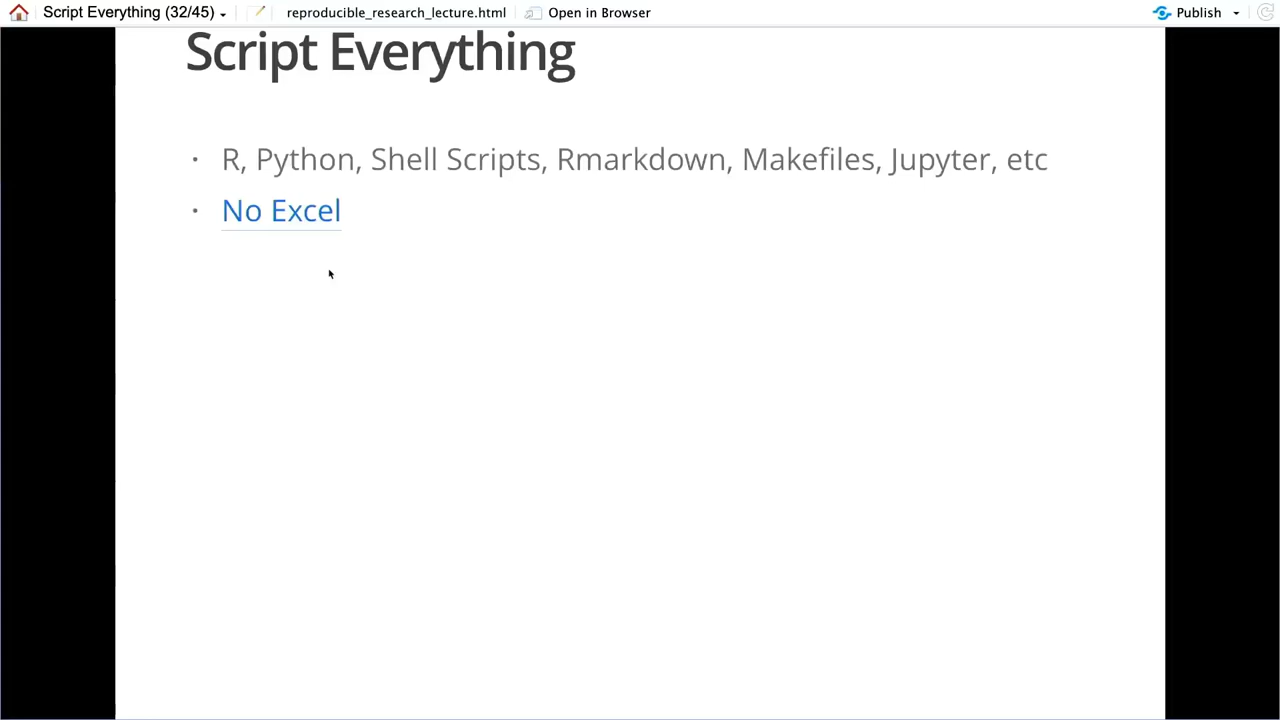 Script Everything (32/45) reproducible_research_lecture.html Open in Browser Publish
Script Everything
· R, Python, Shell Scripts, Rmarkdown, Makefiles, Jupyter, etc
· No Excel